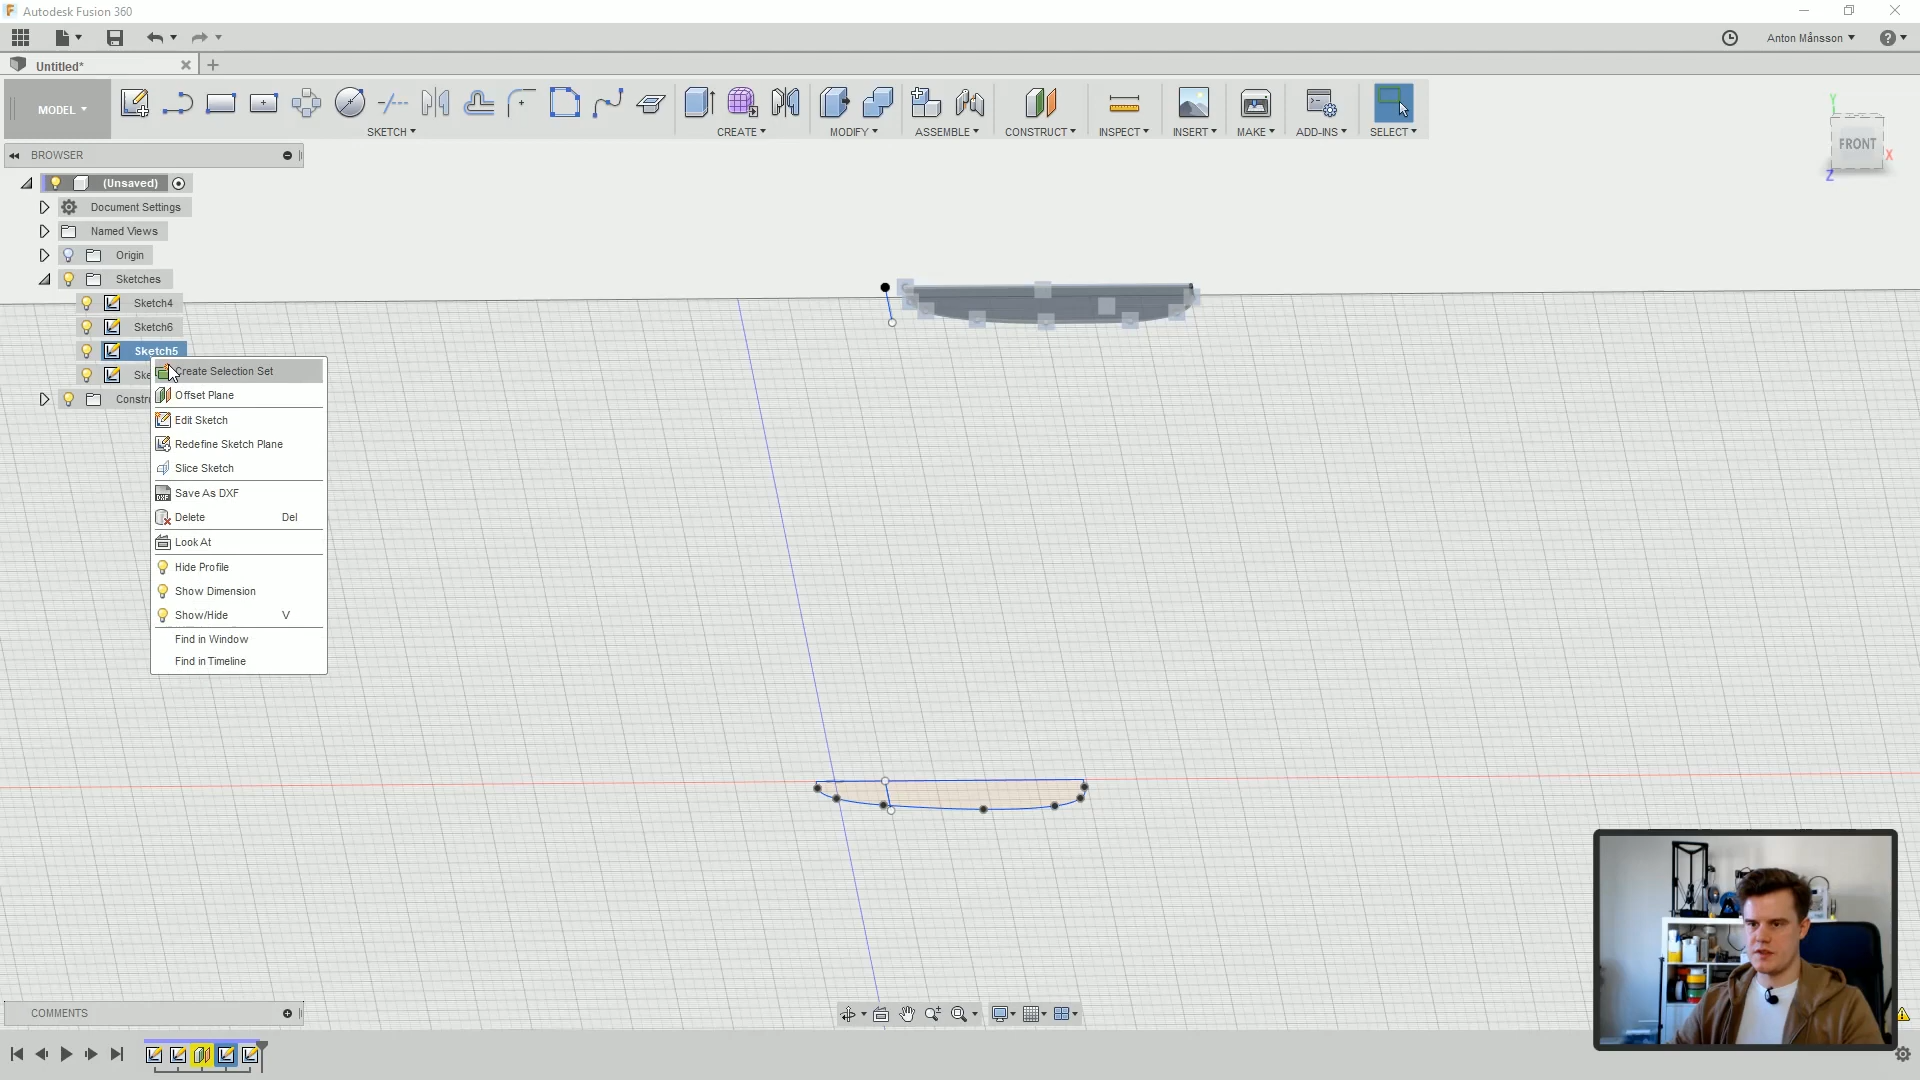 Autodesk Fusion 360
Anton Månsson
Untitled*
MODEL
SKETCH
CREATE
MODIFY
ASSEMBLE
CONSTRUCT
INSPECT
INSERT
MAKE
ADD-INS
SELECT
Y
FRONT
X
Z
BROWSER
(Unsaved)
Document Settings
Named Views
Origin
Sketches
Sketch4
Sketch6
Sketch5
Ske
Constru
Create Selection Set
Offset Plane
Edit Sketch
Redefine Sketch Plane
Slice Sketch
DXF Save As DXF
Delete Del
Look At
Hide Profile
Show Dimension
Show/Hide V
Find in Window
Find in Timeline
COMMENTS